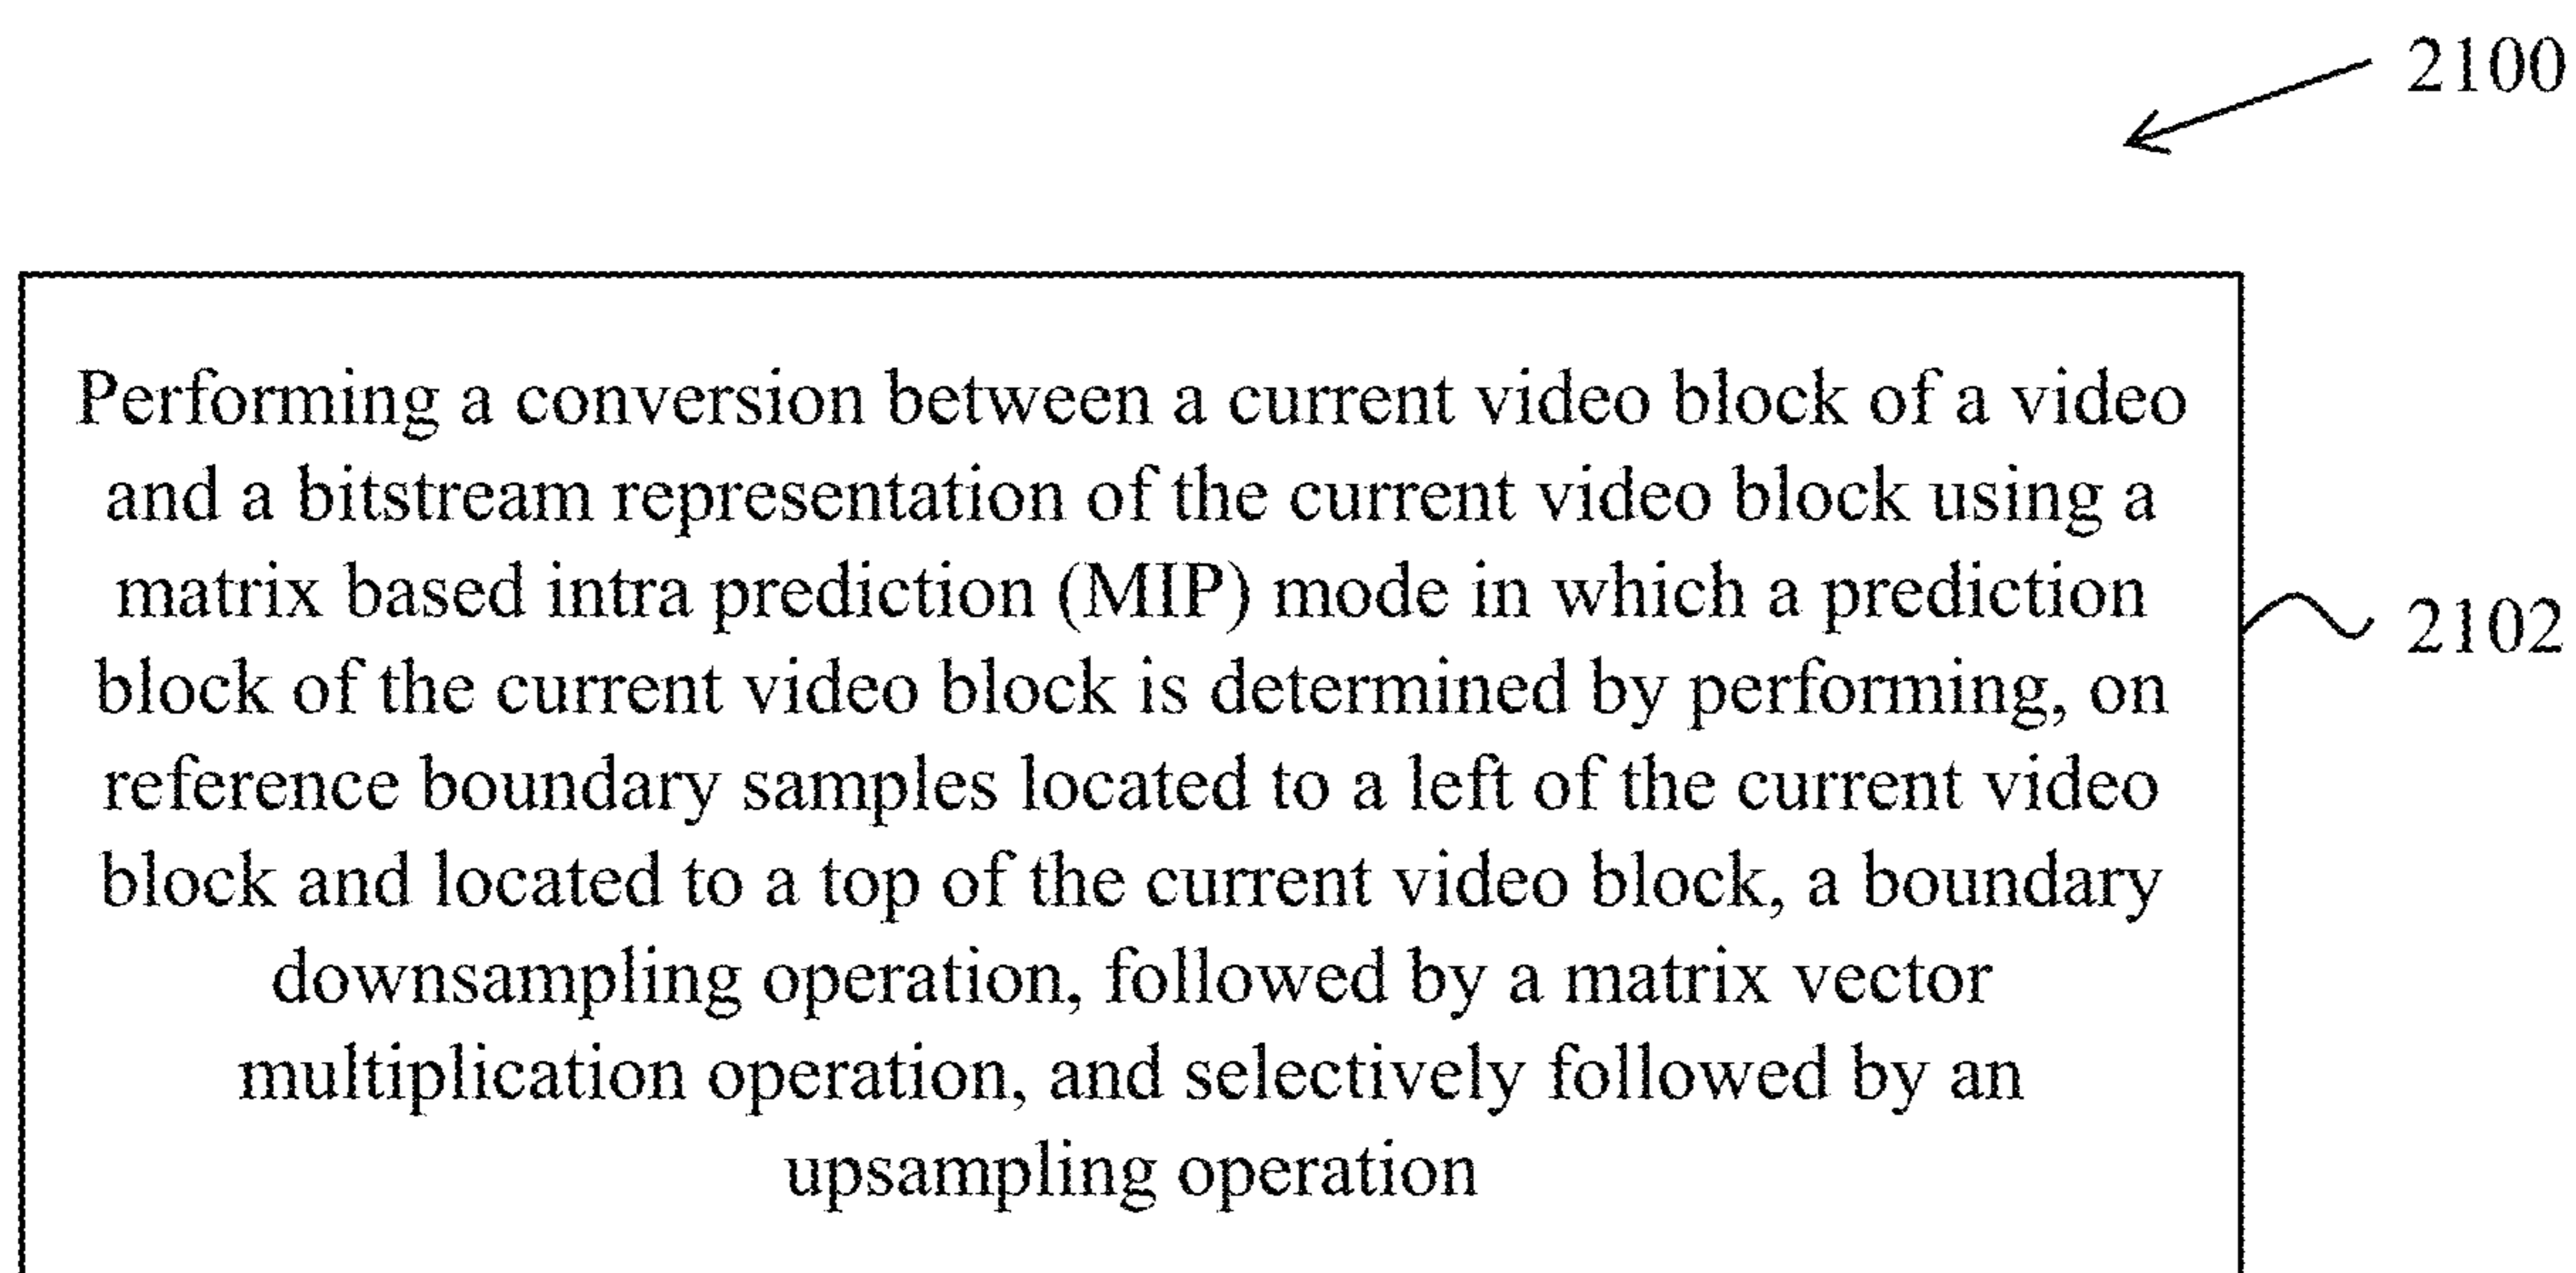 2100
Performing a conversion between a current video block of a video
and a bitstream representation of the current video block using a
matrix based intra prediction (MIP) mode in which a prediction
block of the current video block is determined by performing, on
reference boundary samples located to a left of the current video
block and located to a top of the current video block, a boundary
downsampling operation, followed by a matrix vector
multiplication operation, and selectively followed by an
upsampling operation
2102